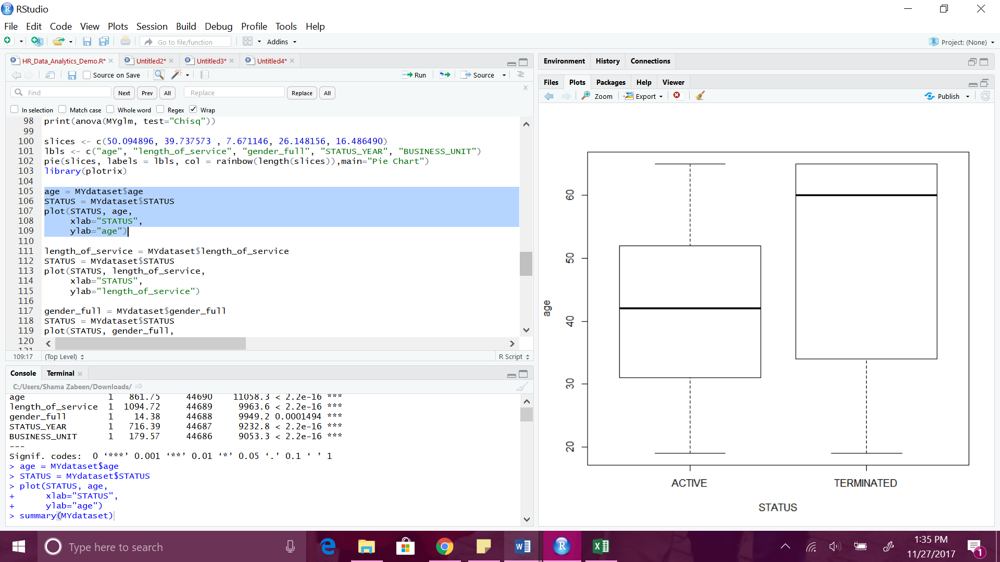 RStudio
File Edit Code View Plots Session Build Debug Profile Tools Help
Go to file/function Addins Project: (None)
HR_Data_Analytics_Demo.R* Untitled2* Untitled3* Untitled4*
Source on Save Run Source
Find Next Prev All Replace Replace All
In selection Match case Whole word Regex Wrap
98 print(anova(MYglm, test="Chisq"))
99
100 slices <- c(50.094896, 39.737573 , 7.671146, 26.148156, 16.486490)
101 lbls <- c("age", "length_of_service", "gender_full", "STATUS_YEAR", "BUSINESS_UNIT")
102 pie(slices, labels = lbls, col = rainbow(length(slices)),main="Pie Chart")
103 library(plotrix)
104
105 age = MYdataset$age
106 STATUS = MYdataset$STATUS
107 plot(STATUS, age,
108 xlab="STATUS",
109 ylab="age")
110
111 length_of_service = MYdataset$length_of_service
112 STATUS = MYdataset$STATUS
113 plot(STATUS, length_of_service,
114 xlab="STATUS",
115 ylab="length_of_service")
116
117 gender_full = MYdataset$gender_full
118 STATUS = MYdataset$STATUS
119 plot(STATUS, gender_full,
120
109:17 (Top Level) R Script
Console Terminal
C:/Users/Shama Zabeen/Downloads/
age 1 861.75 44690 11058.3 < 2.2e-16 ***
length_of_service 1 1094.72 44689 9963.6 < 2.2e-16 ***
gender_full 1 14.38 44688 9949.2 0.0001494 ***
STATUS_YEAR 1 716.39 44687 9232.8 < 2.2e-16 ***
BUSINESS_UNIT 1 179.57 44686 9053.3 < 2.2e-16 ***
---
Signif. codes: 0 ‘***’ 0.001 ‘**’ 0.01 ‘*’ 0.05 ‘.’ 0.1 ‘ ’ 1
> age = MYdataset$age
> STATUS = MYdataset$STATUS
> plot(STATUS, age,
+ xlab="STATUS",
+ ylab="age")
> summary(MYdataset)
Environment History Connections
Files Plots Packages Help Viewer
Zoom Export Publish
60
50
40
30
20
age
ACTIVE TERMINATED
STATUS
Type here to search
1:35 PM
11/27/2017
1